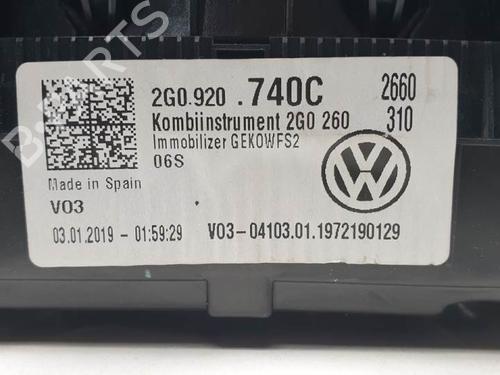 2G0.920 .740C 2660
Kombiinstrument 2G0 260 310
Immobilizer GEKOWFS2
06S
Made in Spain
V03
03.01.2019 - 01:59:29 V03-04103.01.1972190129
PARTS